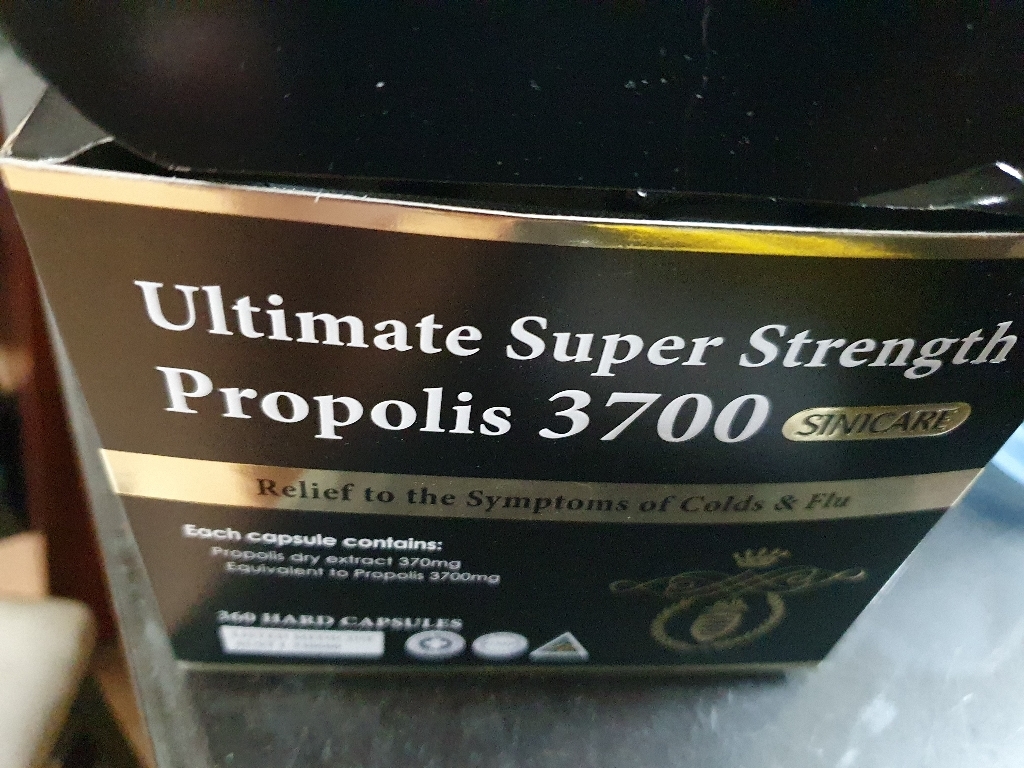 Ultimate Super Strength
Propolis 3700 SINICARE
Relief to the Symptoms of Colds & Flu
Each capsule contains:
Propolis dry extract 370mg
Equivalent to Propolis 3700mg
360 HARD CAPSULES